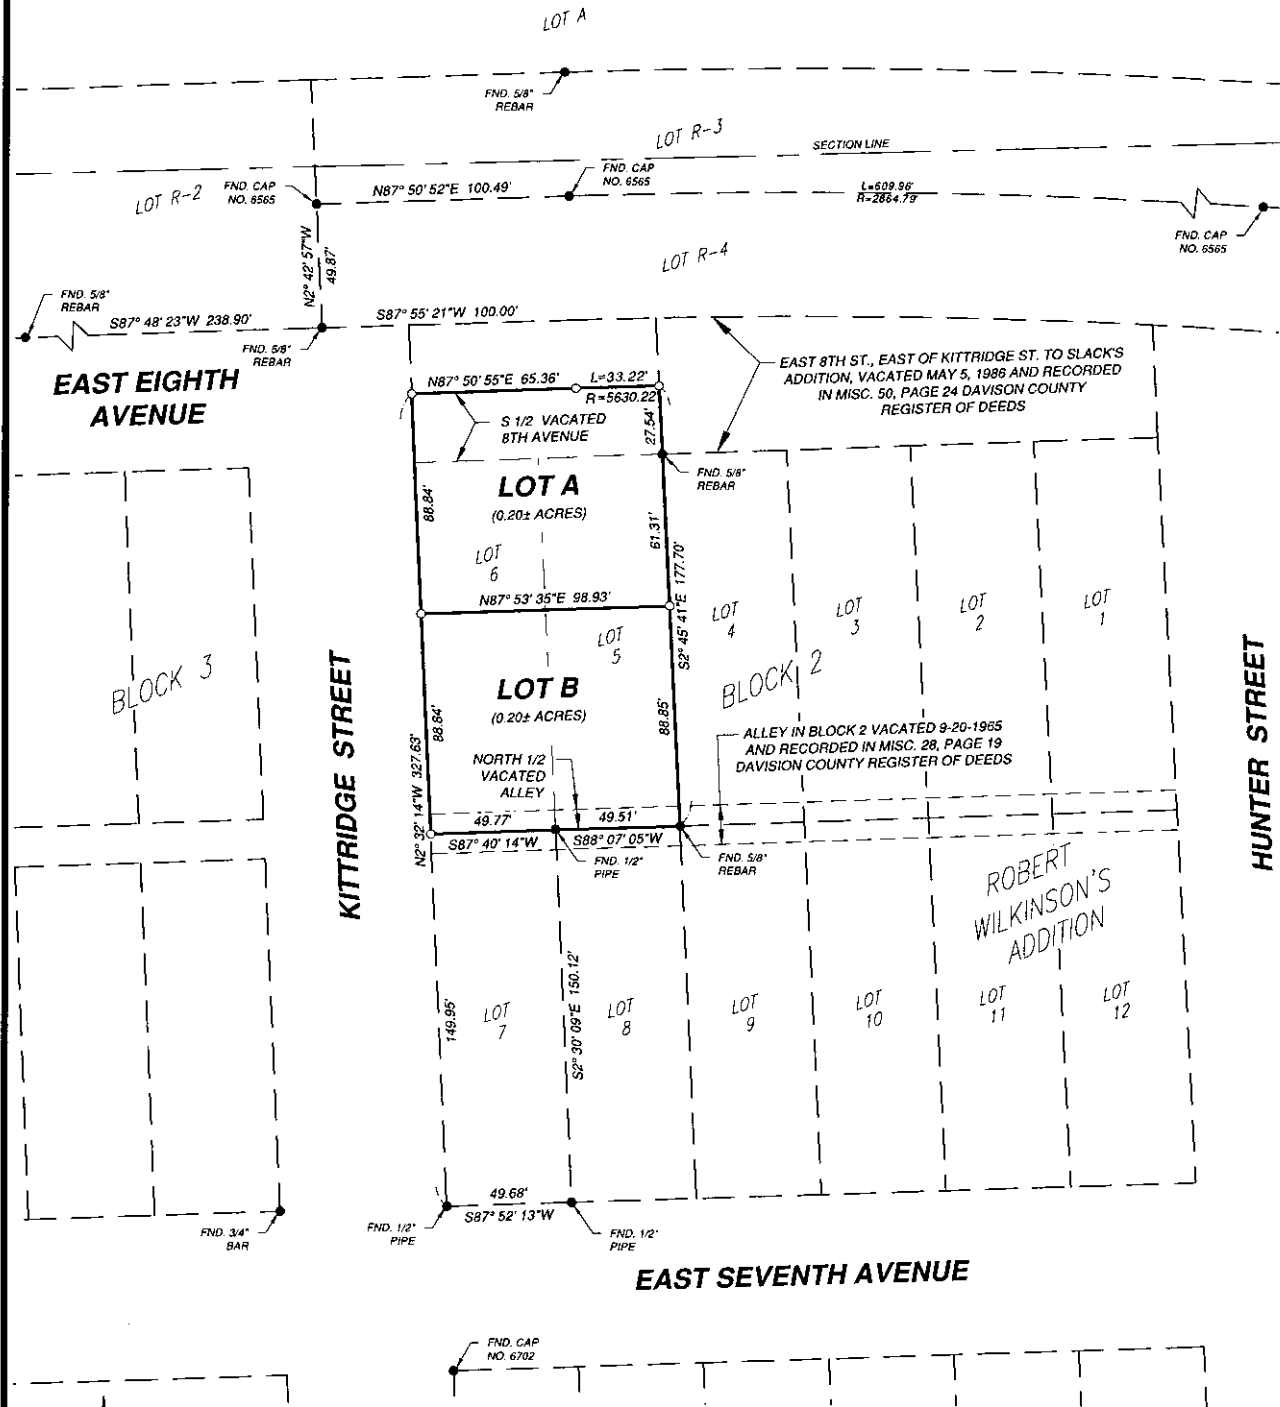 LOT A
FND. 5/8"
REBAR
LOT R-3
SECTION LINE
LOT R-2
FND. CAP
NO. 6565
N87° 50' 52"E 100.49'
FND. CAP
NO. 6565
L=609.96'
R=2864.79'
FND. CAP
NO. 6565
N2° 42' 57"W
49.87'
LOT R-4
FND. 5/8"
REBAR
S87° 48' 23"W 238.90'
S87° 55' 21"W 100.00'
FND. 5/8"
REBAR
EAST EIGHTH
AVENUE
N87° 50' 55"E 65.36'
L=33.22'
R=5630.22'
EAST 8TH ST., EAST OF KITTRIDGE ST. TO SLACK'S
ADDITION, VACATED MAY 5, 1986 AND RECORDED
IN MISC. 50, PAGE 24 DAVISON COUNTY
REGISTER OF DEEDS
S 1/2 VACATED
8TH AVENUE
27.54'
FND. 5/8"
REBAR
LOT A
(0.20± ACRES)
88.84'
61.31'
LOT
6
N87° 53' 35"E 98.93'
S2° 45' 41"E 177.70'
LOT
5
LOT
4
LOT
3
LOT
2
LOT
1
BLOCK 3
BLOCK 2
KITTRIDGE STREET
HUNTER STREET
LOT B
(0.20± ACRES)
88.84'
88.85'
N2° 32' 14"W 327.63'
NORTH 1/2
VACATED
ALLEY
ALLEY IN BLOCK 2 VACATED 9-20-1965
AND RECORDED IN MISC. 28, PAGE 19
DAVISION COUNTY REGISTER OF DEEDS
49.77'
49.51'
S87° 40' 14"W
S88° 07' 05"W
FND. 1/2"
PIPE
FND. 5/8"
REBAR
ROBERT
WILKINSON'S
ADDITION
149.95'
S2° 30' 09"E 150.12'
LOT
7
LOT
8
LOT
9
LOT
10
LOT
11
LOT
12
49.68'
S87° 52' 13"W
FND. 3/4"
BAR
FND. 1/2"
PIPE
FND. 1/2"
PIPE
EAST SEVENTH AVENUE
FND. CAP
NO. 6702